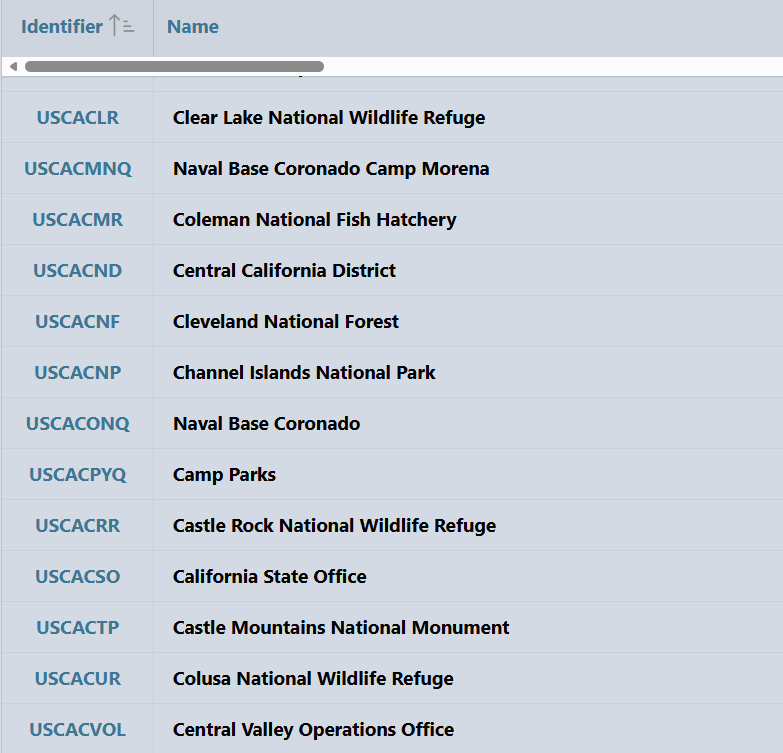 Identifier Name
USCACLR Clear Lake National Wildlife Refuge
USCACMNQ Naval Base Coronado Camp Morena
USCACMR Coleman National Fish Hatchery
USCACND Central California District
USCACNF Cleveland National Forest
USCACNP Channel Islands National Park
USCACONQ Naval Base Coronado
USCACPYQ Camp Parks
USCACRR Castle Rock National Wildlife Refuge
USCACSO California State Office
USCACTP Castle Mountains National Monument
USCACUR Colusa National Wildlife Refuge
USCACVOL Central Valley Operations Office